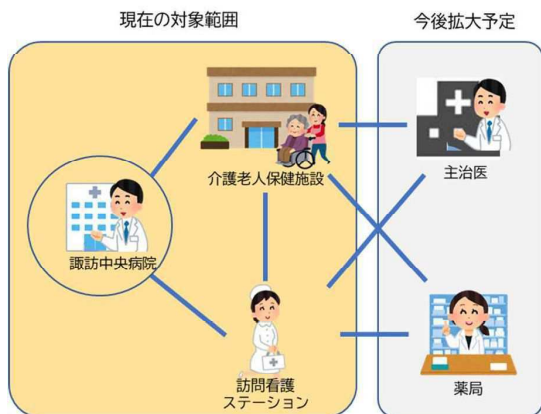 現在の対象範囲
今後拡大予定
介護老人保健施設
主治医
諏訪中央病院
訪問看護
ステーション
薬局